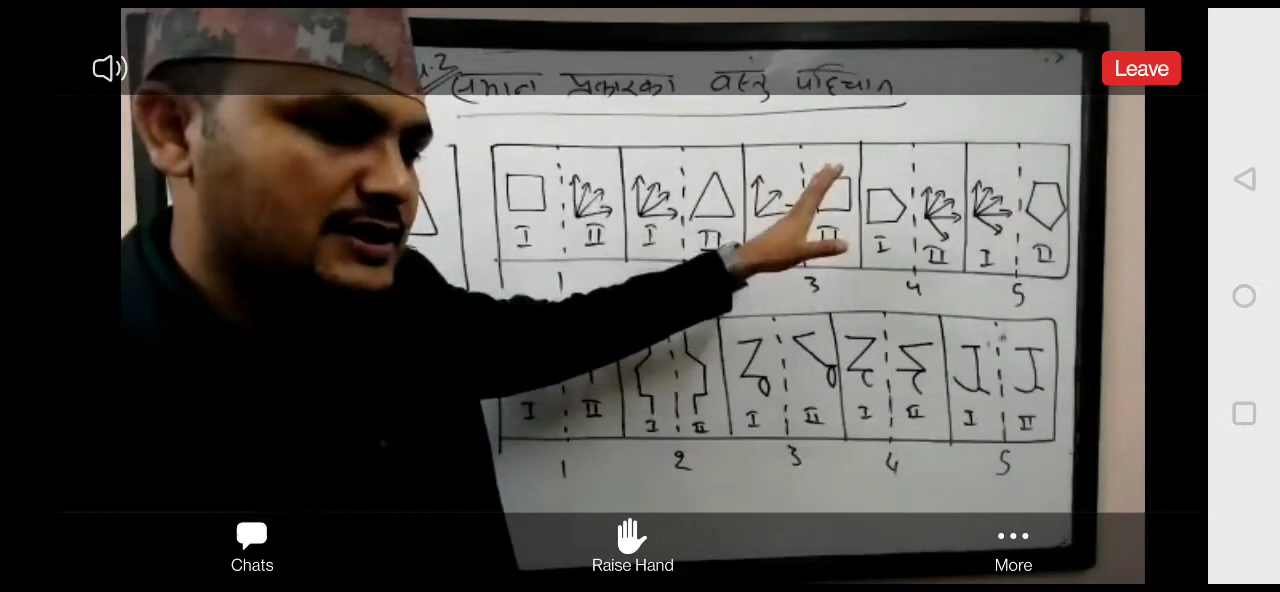 Leave
समान प्रकारका वस्तु पहिचान
I II I II II I II I II
1 3 4 5
I II I II I II I II I II
1 2 3 4 5
Chats Raise Hand More